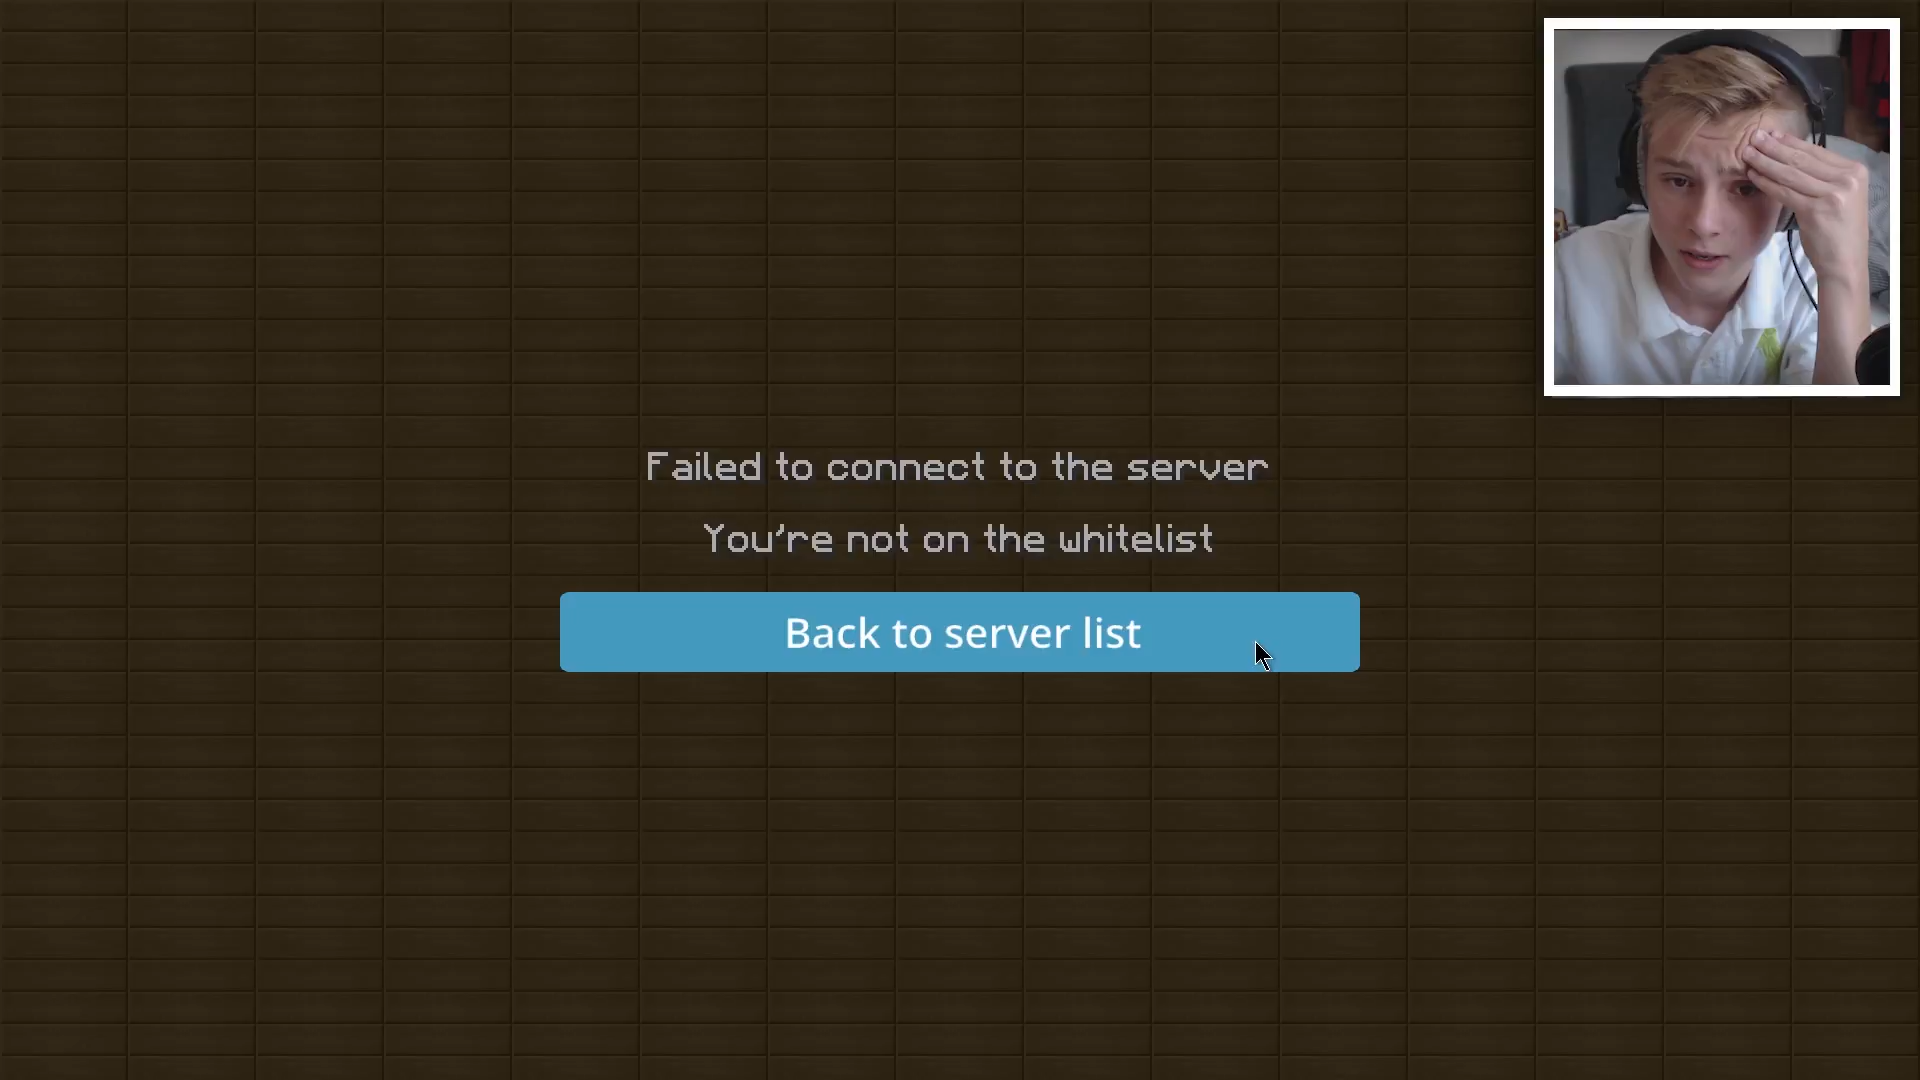 Failed to connect to the server
You're not on the whitelist
Back to server list